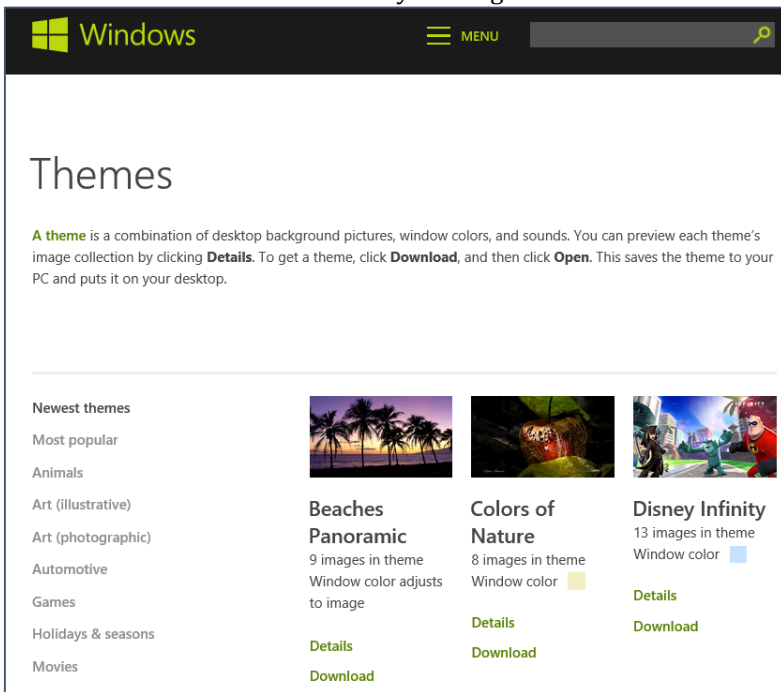 Windows
MENU
Themes
A theme is a combination of desktop background pictures, window colors, and sounds. You can preview each theme's
image collection by clicking Details. To get a theme, click Download, and then click Open. This saves the theme to your
PC and puts it on your desktop.
Newest themes
Most popular
Animals
Art (illustrative)
Art (photographic)
Automotive
Games
Holidays & seasons
Movies
Beaches
Panoramic
9 images in theme
Window color adjusts
to image
Details
Download
Colors of
Nature
8 images in theme
Window color
Details
Download
INFINITY
Disney Infinity
13 images in theme
Window color
Details
Download